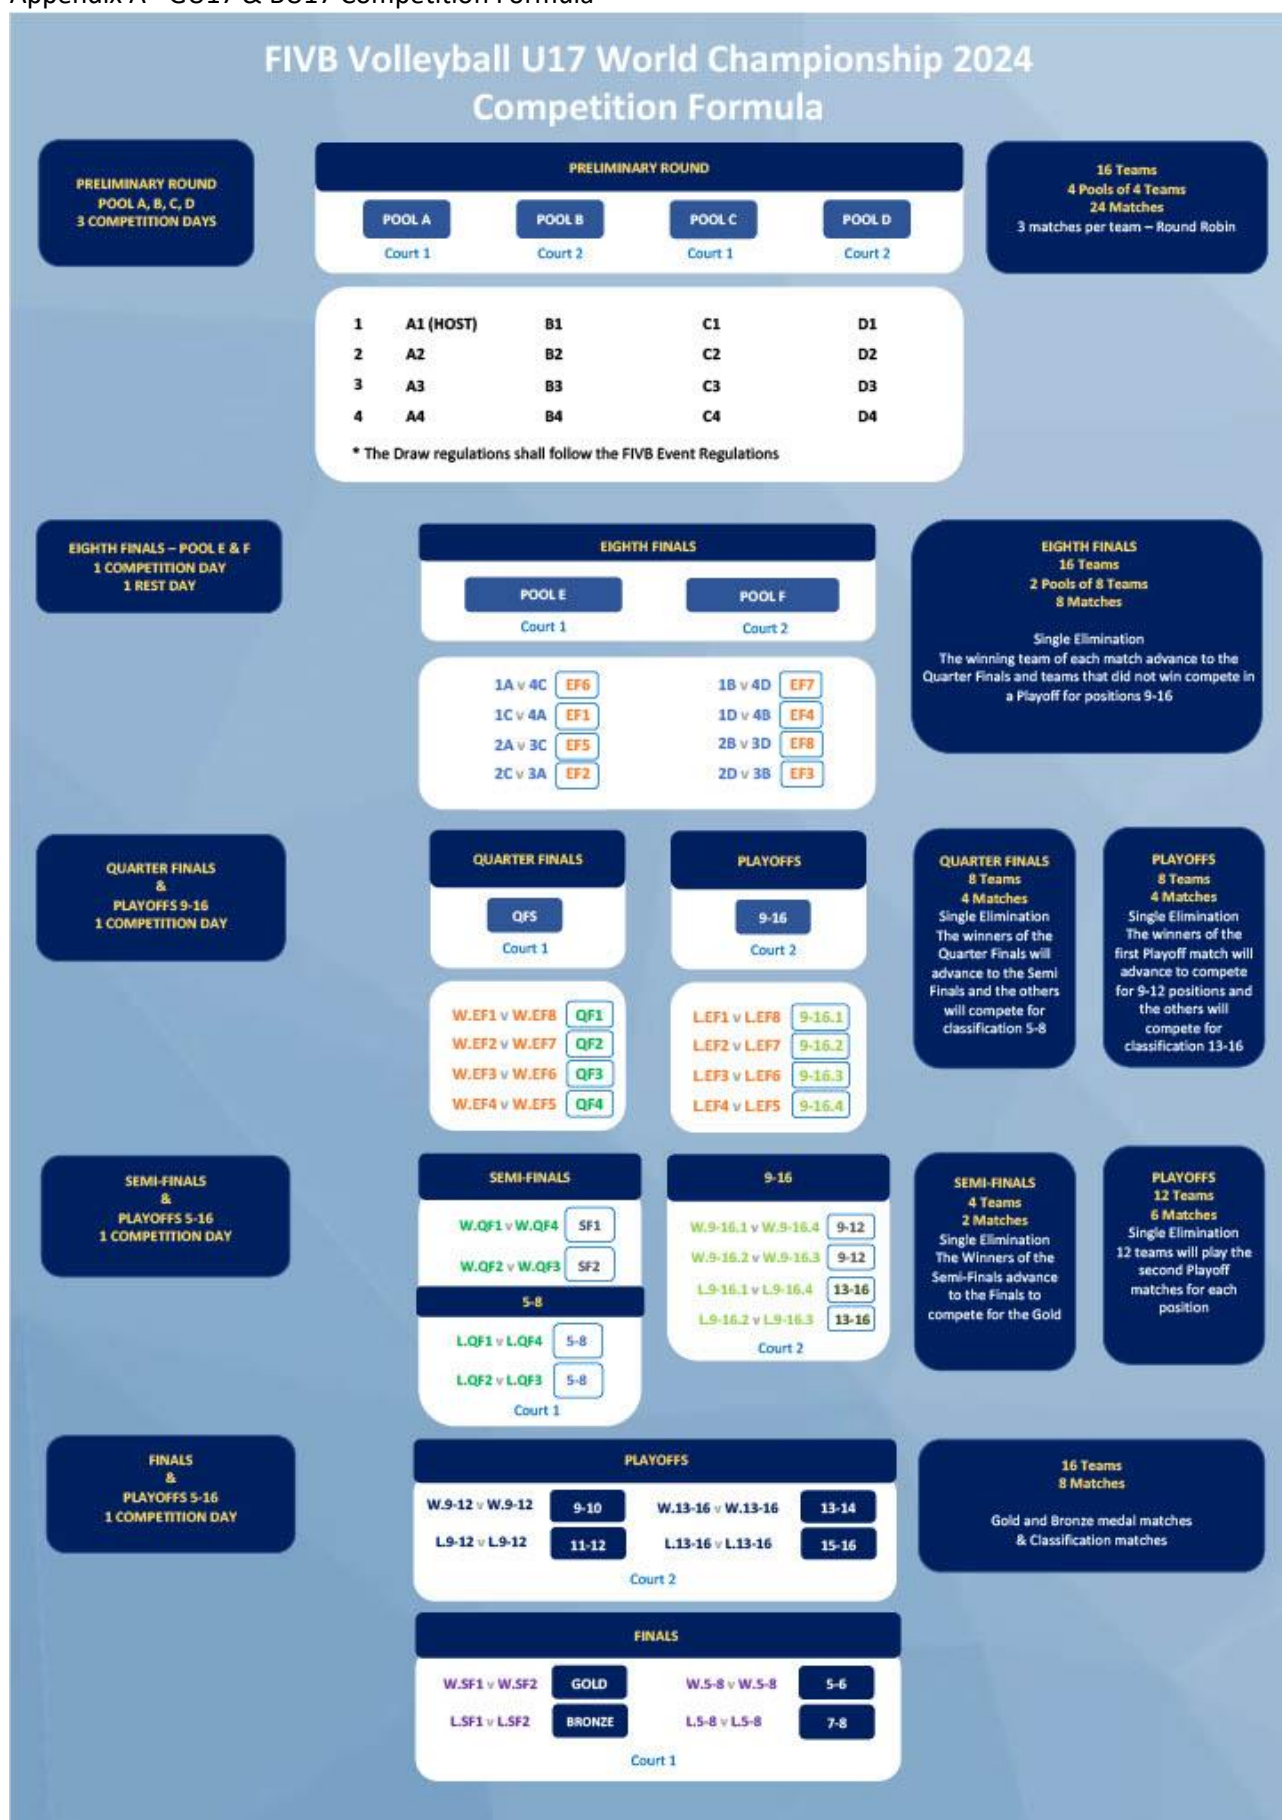 Appendix A - GU17 & BU17 Competition Formula
FIVB Volleyball U17 World Championship 2024
Competition Formula
PRELIMINARY ROUND
POOL A, B, C, D
3 COMPETITION DAYS
PRELIMINARY ROUND
POOL A POOL B POOL C POOL D
Court 1 Court 2 Court 1 Court 2
16 Teams
4 Pools of 4 Teams
24 Matches
3 matches per team – Round Robin
1 A1 (HOST) B1 C1 D1
2 A2 B2 C2 D2
3 A3 B3 C3 D3
4 A4 B4 C4 D4
* The Draw regulations shall follow the FIVB Event Regulations
EIGHTH FINALS – POOL E & F
1 COMPETITION DAY
1 REST DAY
EIGHTH FINALS
POOL E POOL F
Court 1 Court 2
1A v 4C EF6 1B v 4D EF7
1C v 4A EF1 1D v 4B EF4
2A v 3C EF5 2B v 3D EF8
2C v 3A EF2 2D v 3B EF3
EIGHTH FINALS
16 Teams
2 Pools of 8 Teams
8 Matches
Single Elimination
The winning team of each match advance to the
Quarter Finals and teams that did not win compete in
a Playoff for positions 9-16
QUARTER FINALS
&
PLAYOFFS 9-16
1 COMPETITION DAY
QUARTER FINALS
QFS
Court 1
W.EF1 v W.EF8 QF1
W.EF2 v W.EF7 QF2
W.EF3 v W.EF6 QF3
W.EF4 v W.EF5 QF4
PLAYOFFS
9-16
Court 2
L.EF1 v L.EF8 9-16.1
L.EF2 v L.EF7 9-16.2
L.EF3 v L.EF6 9-16.3
L.EF4 v L.EF5 9-16.4
QUARTER FINALS
8 Teams
4 Matches
Single Elimination
The winners of the
Quarter Finals will
advance to the Semi
Finals and the others
will compete for
classification 5-8
PLAYOFFS
8 Teams
4 Matches
Single Elimination
The winners of the
first Playoff match will
advance to compete
for 9-12 positions and
the others will
compete for
classification 13-16
SEMI-FINALS
&
PLAYOFFS 5-16
1 COMPETITION DAY
SEMI-FINALS
W.QF1 v W.QF4 SF1
W.QF2 v W.QF3 SF2
5-8
L.QF1 v L.QF4 5-8
L.QF2 v L.QF3 5-8
Court 1
9-16
W.9-16.1 v W.9-16.4 9-12
W.9-16.2 v W.9-16.3 9-12
L.9-16.1 v L.9-16.4 13-16
L.9-16.2 v L.9-16.3 13-16
Court 2
SEMI-FINALS
4 Teams
2 Matches
Single Elimination
The Winners of the
Semi-Finals advance
to the Finals to
compete for the Gold
PLAYOFFS
12 Teams
6 Matches
Single Elimination
12 teams will play the
second Playoff
matches for each
position
FINALS
&
PLAYOFFS 5-16
1 COMPETITION DAY
PLAYOFFS
W.9-12 v W.9-12 9-10 W.13-16 v W.13-16 13-14
L.9-12 v L.9-12 11-12 L.13-16 v L.13-16 15-16
Court 2
16 Teams
8 Matches
Gold and Bronze medal matches
& Classification matches
FINALS
W.SF1 v W.SF2 GOLD W.5-8 v W.5-8 5-6
L.SF1 v L.SF2 BRONZE L.5-8 v L.5-8 7-8
Court 1